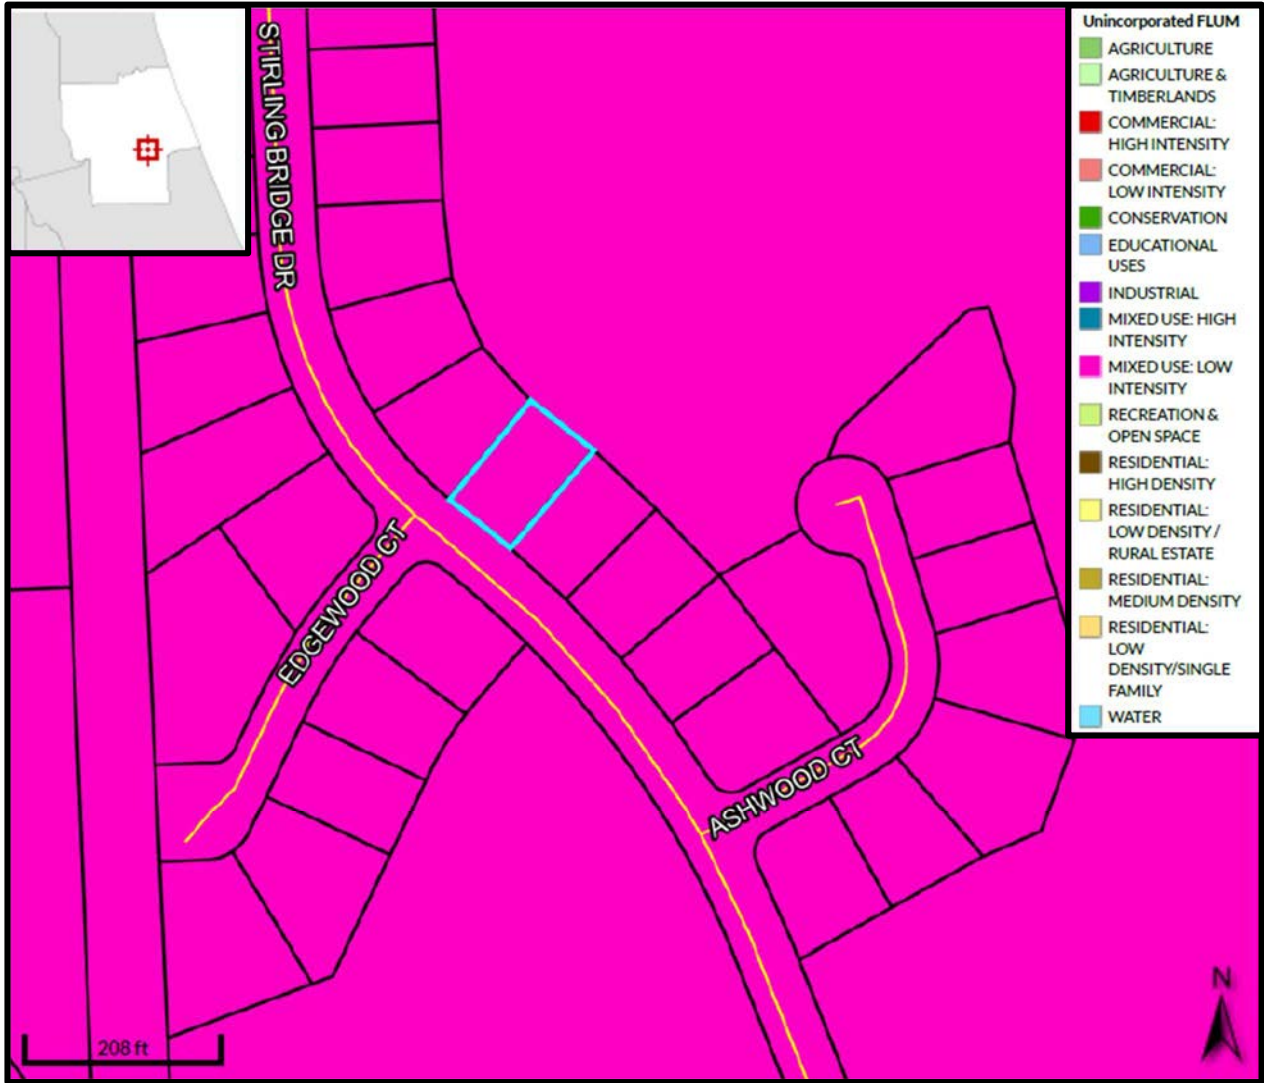 STIRLING BRIDGE DR
Unincorporated FLUM
AGRICULTURE
AGRICULTURE &
TIMBERLANDS
COMMERCIAL:
HIGH INTENSITY
COMMERCIAL:
LOW INTENSITY
CONSERVATION
EDUCATIONAL
USES
INDUSTRIAL
MIXED USE: HIGH
INTENSITY
MIXED USE: LOW
INTENSITY
RECREATION &
OPEN SPACE
RESIDENTIAL:
HIGH DENSITY
RESIDENTIAL:
LOW DENSITY /
RURAL ESTATE
RESIDENTIAL:
MEDIUM DENSITY
RESIDENTIAL:
LOW
DENSITY/SINGLE
FAMILY
WATER
EDGEWOOD CT
ASHWOOD CT
N
208 ft